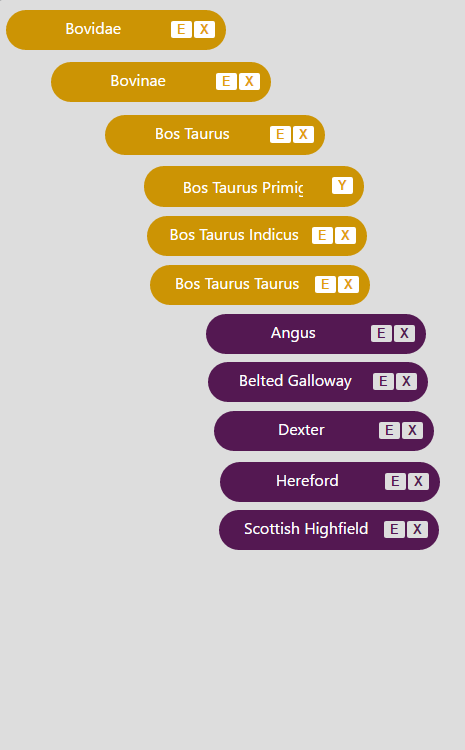 Bovidae E X
Bovinae E X
Bos Taurus E X
Bos Taurus Primig Y
Bos Taurus Indicus E X
Bos Taurus Taurus E X
Angus E X
Belted Galloway E X
Dexter E X
Hereford E X
Scottish Highfield E X